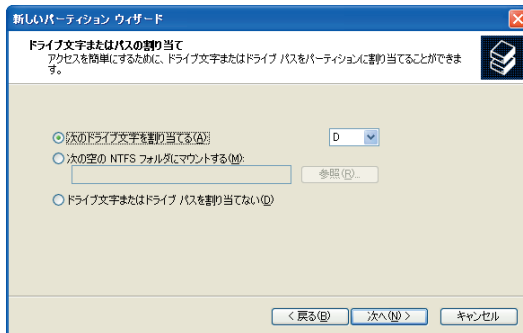 新しいパーティション ウィザード
ドライブ文字またはパスの割り当て
アクセスを簡単にするために、ドライブ文字またはドライブ パスをパーティションに割り当てることができま
す。
次のドライブ文字を割り当てる(A): D
次の空の NTFS フォルダにマウントする(M):
参照(R)...
ドライブ文字またはドライブ パスを割り当てない(D)
< 戻る(B) 次へ(N) > キャンセル